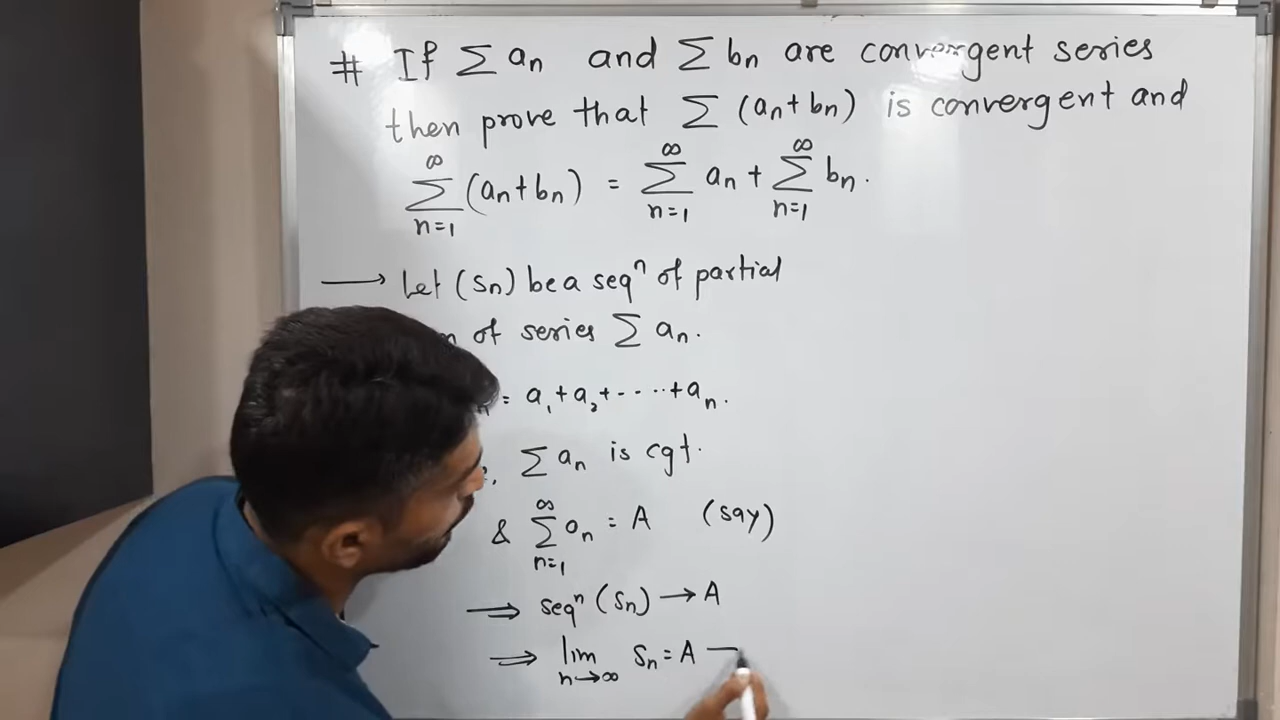 # If Σ an and Σ bn are convergent series
then prove that Σ (an+bn) is convergent and
∞ Σ n=1 (an+bn) = ∞ Σ n=1 an + ∞ Σ n=1 bn.
→ Let (Sn) be a seqⁿ of partial
of series Σ an.
= a₁+a₂+-----+an.
Σ an is cgt.
& ∞ Σ n=1 an = A (say)
⇒ seqⁿ (Sn) → A
⇒ lim n→∞ Sn = A —